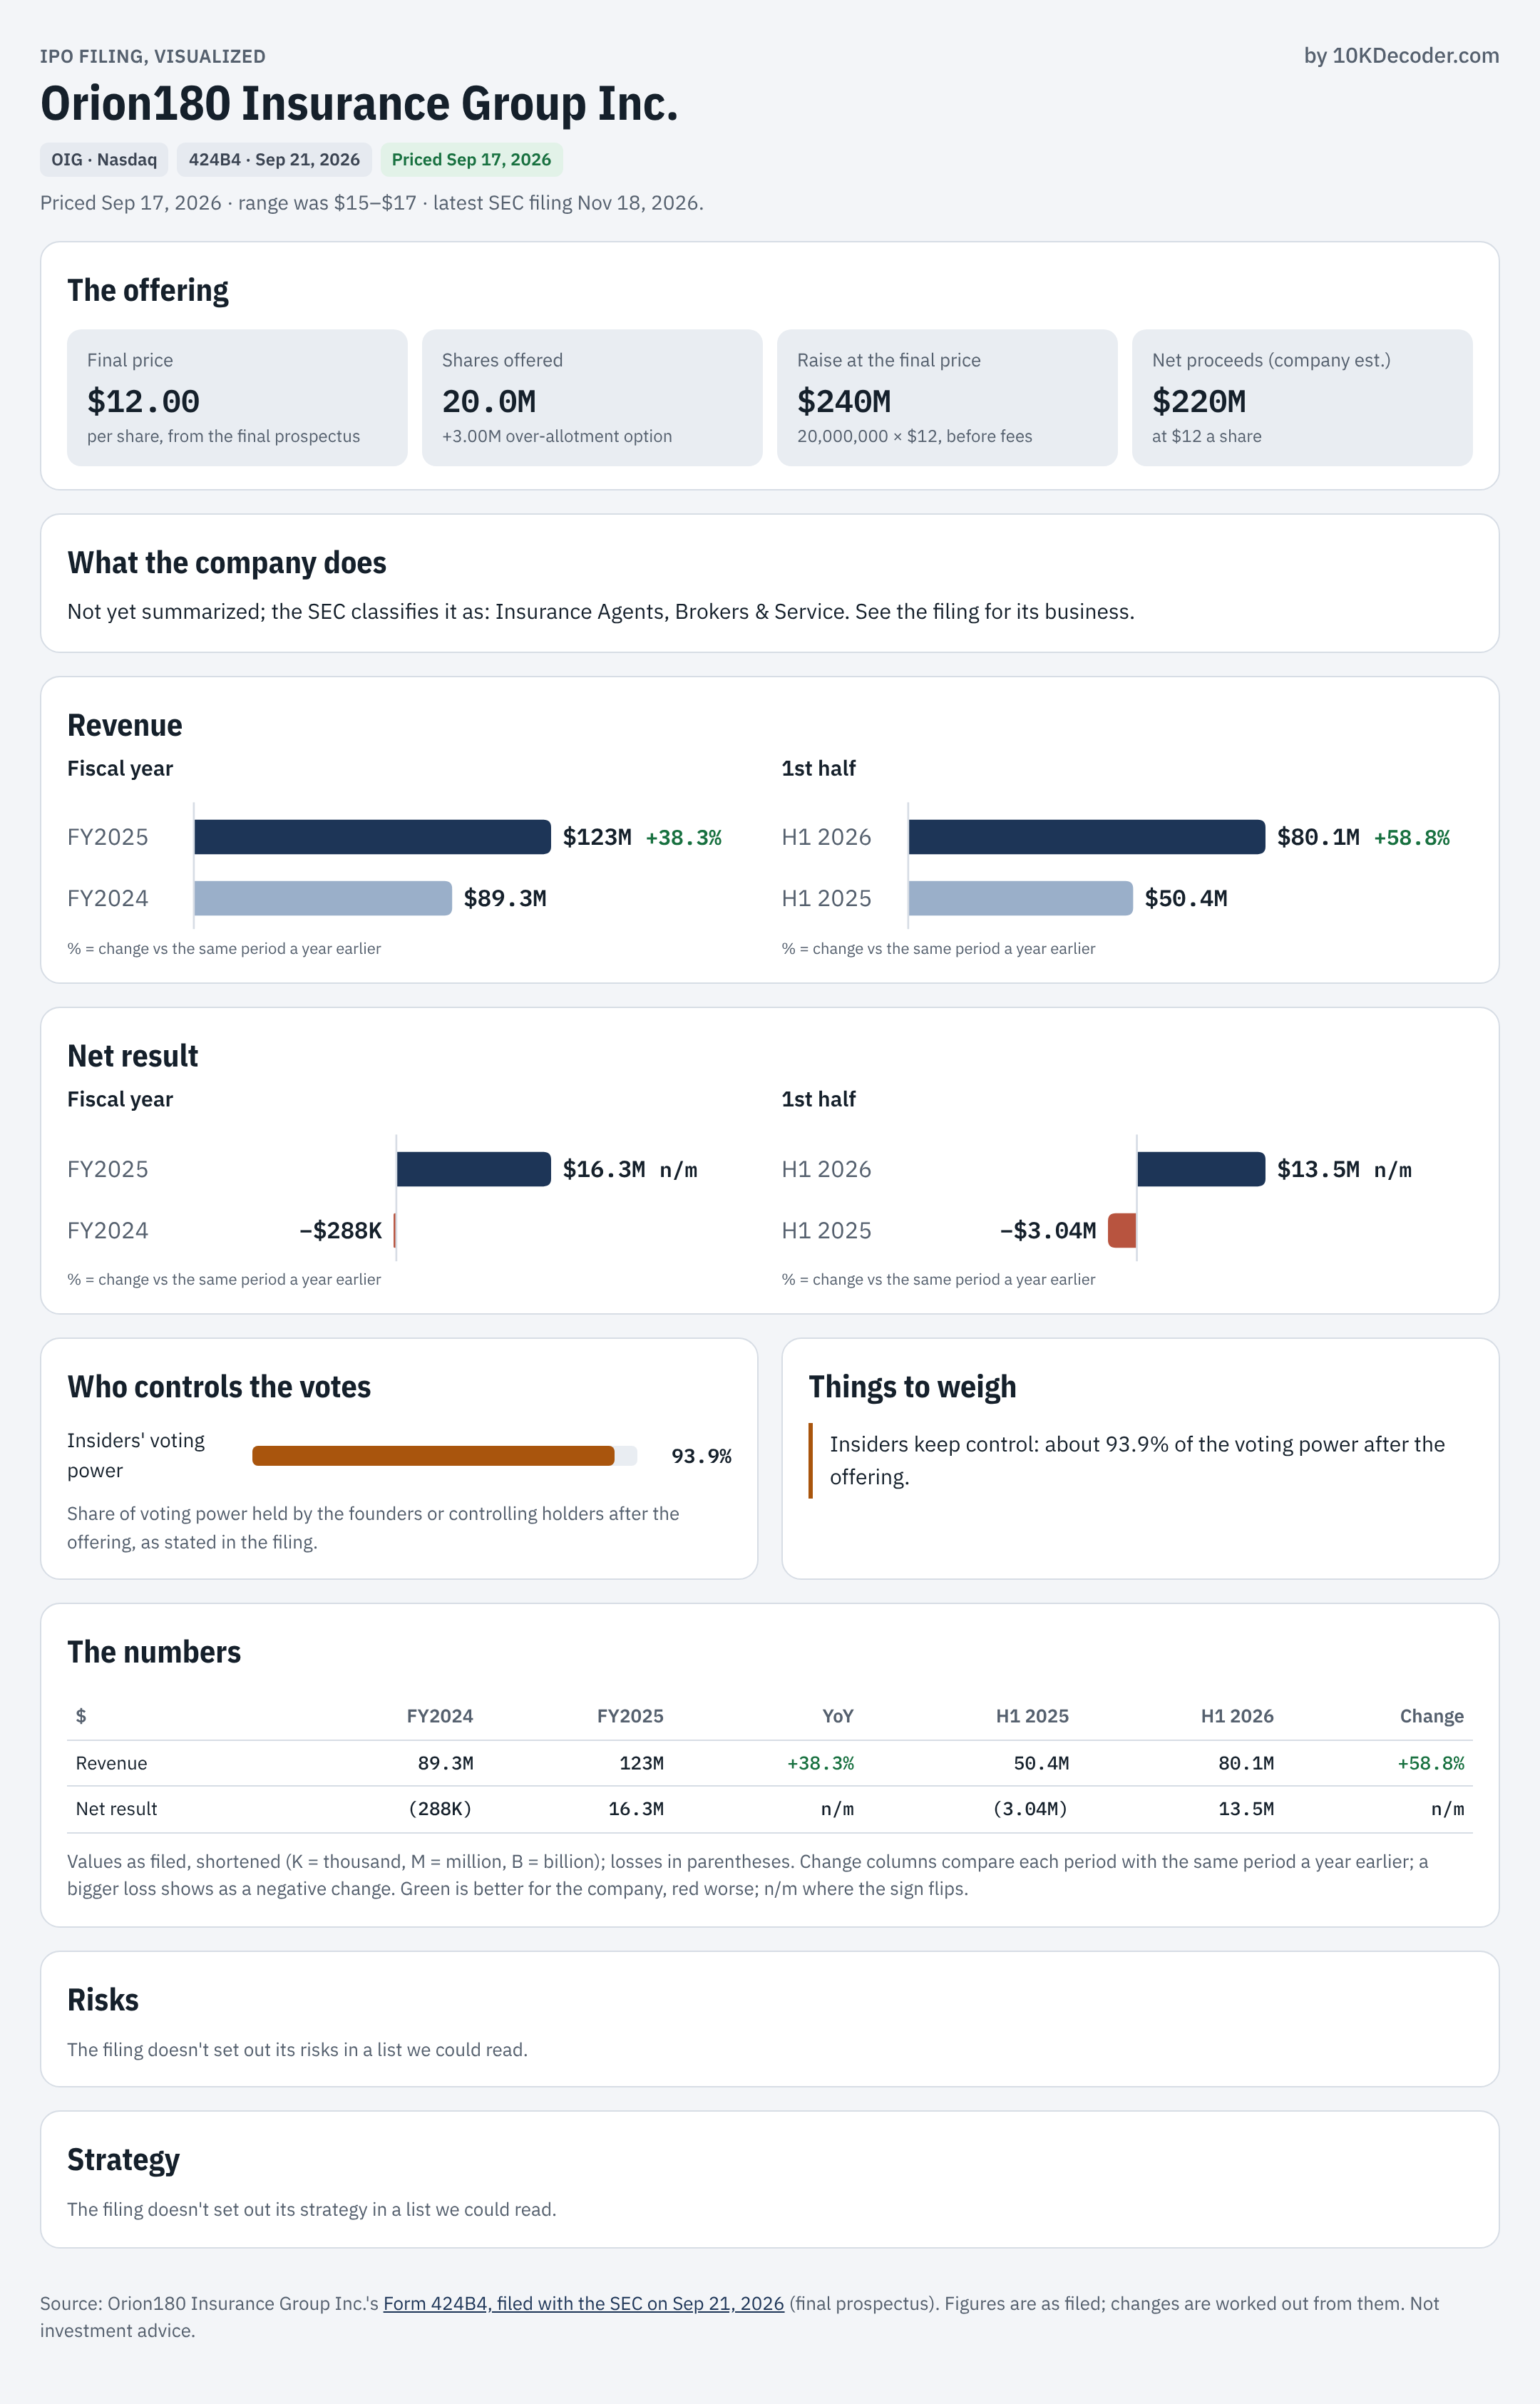 IPO FILING, VISUALIZED
by 10KDecoder.com
Orion180 Insurance Group Inc.
OIG · Nasdaq
424B4 · Sep 21, 2026
Priced Sep 17, 2026
Priced Sep 17, 2026 · range was $15–$17 · latest SEC filing Nov 18, 2026.
The offering
Final price
$12.00
per share, from the final prospectus
Shares offered
20.0M
+3.00M over-allotment option
Raise at the final price
$240M
20,000,000 × $12, before fees
Net proceeds (company est.)
$220M
at $12 a share
What the company does
Not yet summarized; the SEC classifies it as: Insurance Agents, Brokers & Service. See the filing for its business.
Revenue
Fiscal year
FY2025 $123M +38.3%
FY2024 $89.3M
% = change vs the same period a year earlier
1st half
H1 2026 $80.1M +58.8%
H1 2025 $50.4M
% = change vs the same period a year earlier
Net result
Fiscal year
FY2025 $16.3M n/m
FY2024 –$288K
% = change vs the same period a year earlier
1st half
H1 2026 $13.5M n/m
H1 2025 –$3.04M
% = change vs the same period a year earlier
Who controls the votes
Insiders' voting
power
93.9%
Share of voting power held by the founders or controlling holders after the
offering, as stated in the filing.
Things to weigh
Insiders keep control: about 93.9% of the voting power after the
offering.
The numbers
$ FY2024 FY2025 YoY H1 2025 H1 2026 Change
Revenue 89.3M 123M +38.3% 50.4M 80.1M +58.8%
Net result (288K) 16.3M n/m (3.04M) 13.5M n/m
Values as filed, shortened (K = thousand, M = million, B = billion); losses in parentheses. Change columns compare each period with the same period a year earlier; a
bigger loss shows as a negative change. Green is better for the company, red worse; n/m where the sign flips.
Risks
The filing doesn't set out its risks in a list we could read.
Strategy
The filing doesn't set out its strategy in a list we could read.
Source: Orion180 Insurance Group Inc.'s Form 424B4, filed with the SEC on Sep 21, 2026 (final prospectus). Figures are as filed; changes are worked out from them. Not
investment advice.